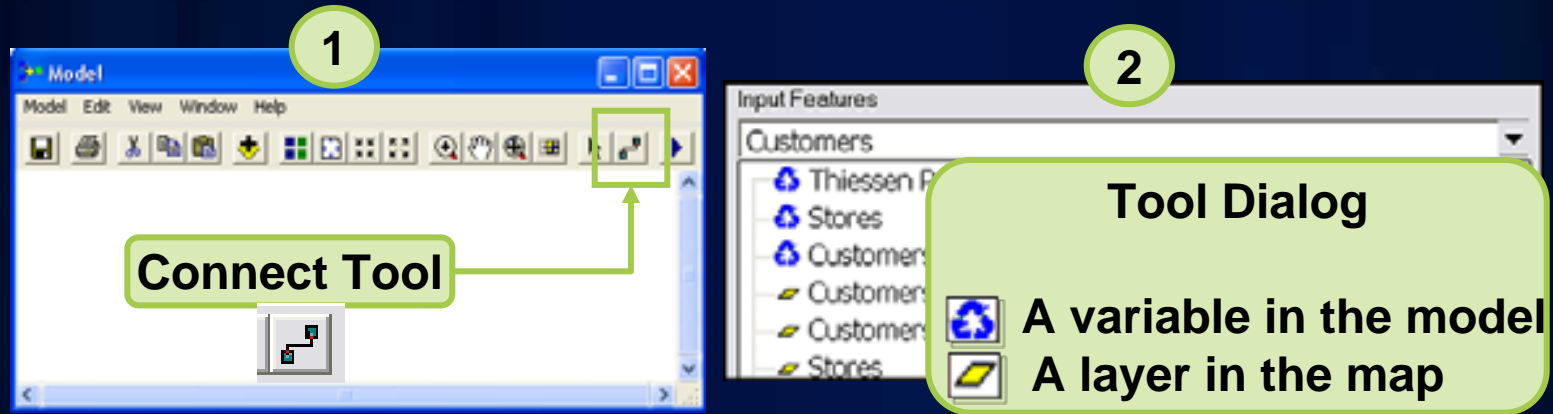 1
Model
Model Edit View Window Help
Connect Tool
2
Input Features
Customers
Thiessen
Stores
Customers
Customers
Customers
Stores
Tool Dialog
A variable in the model
A layer in the map